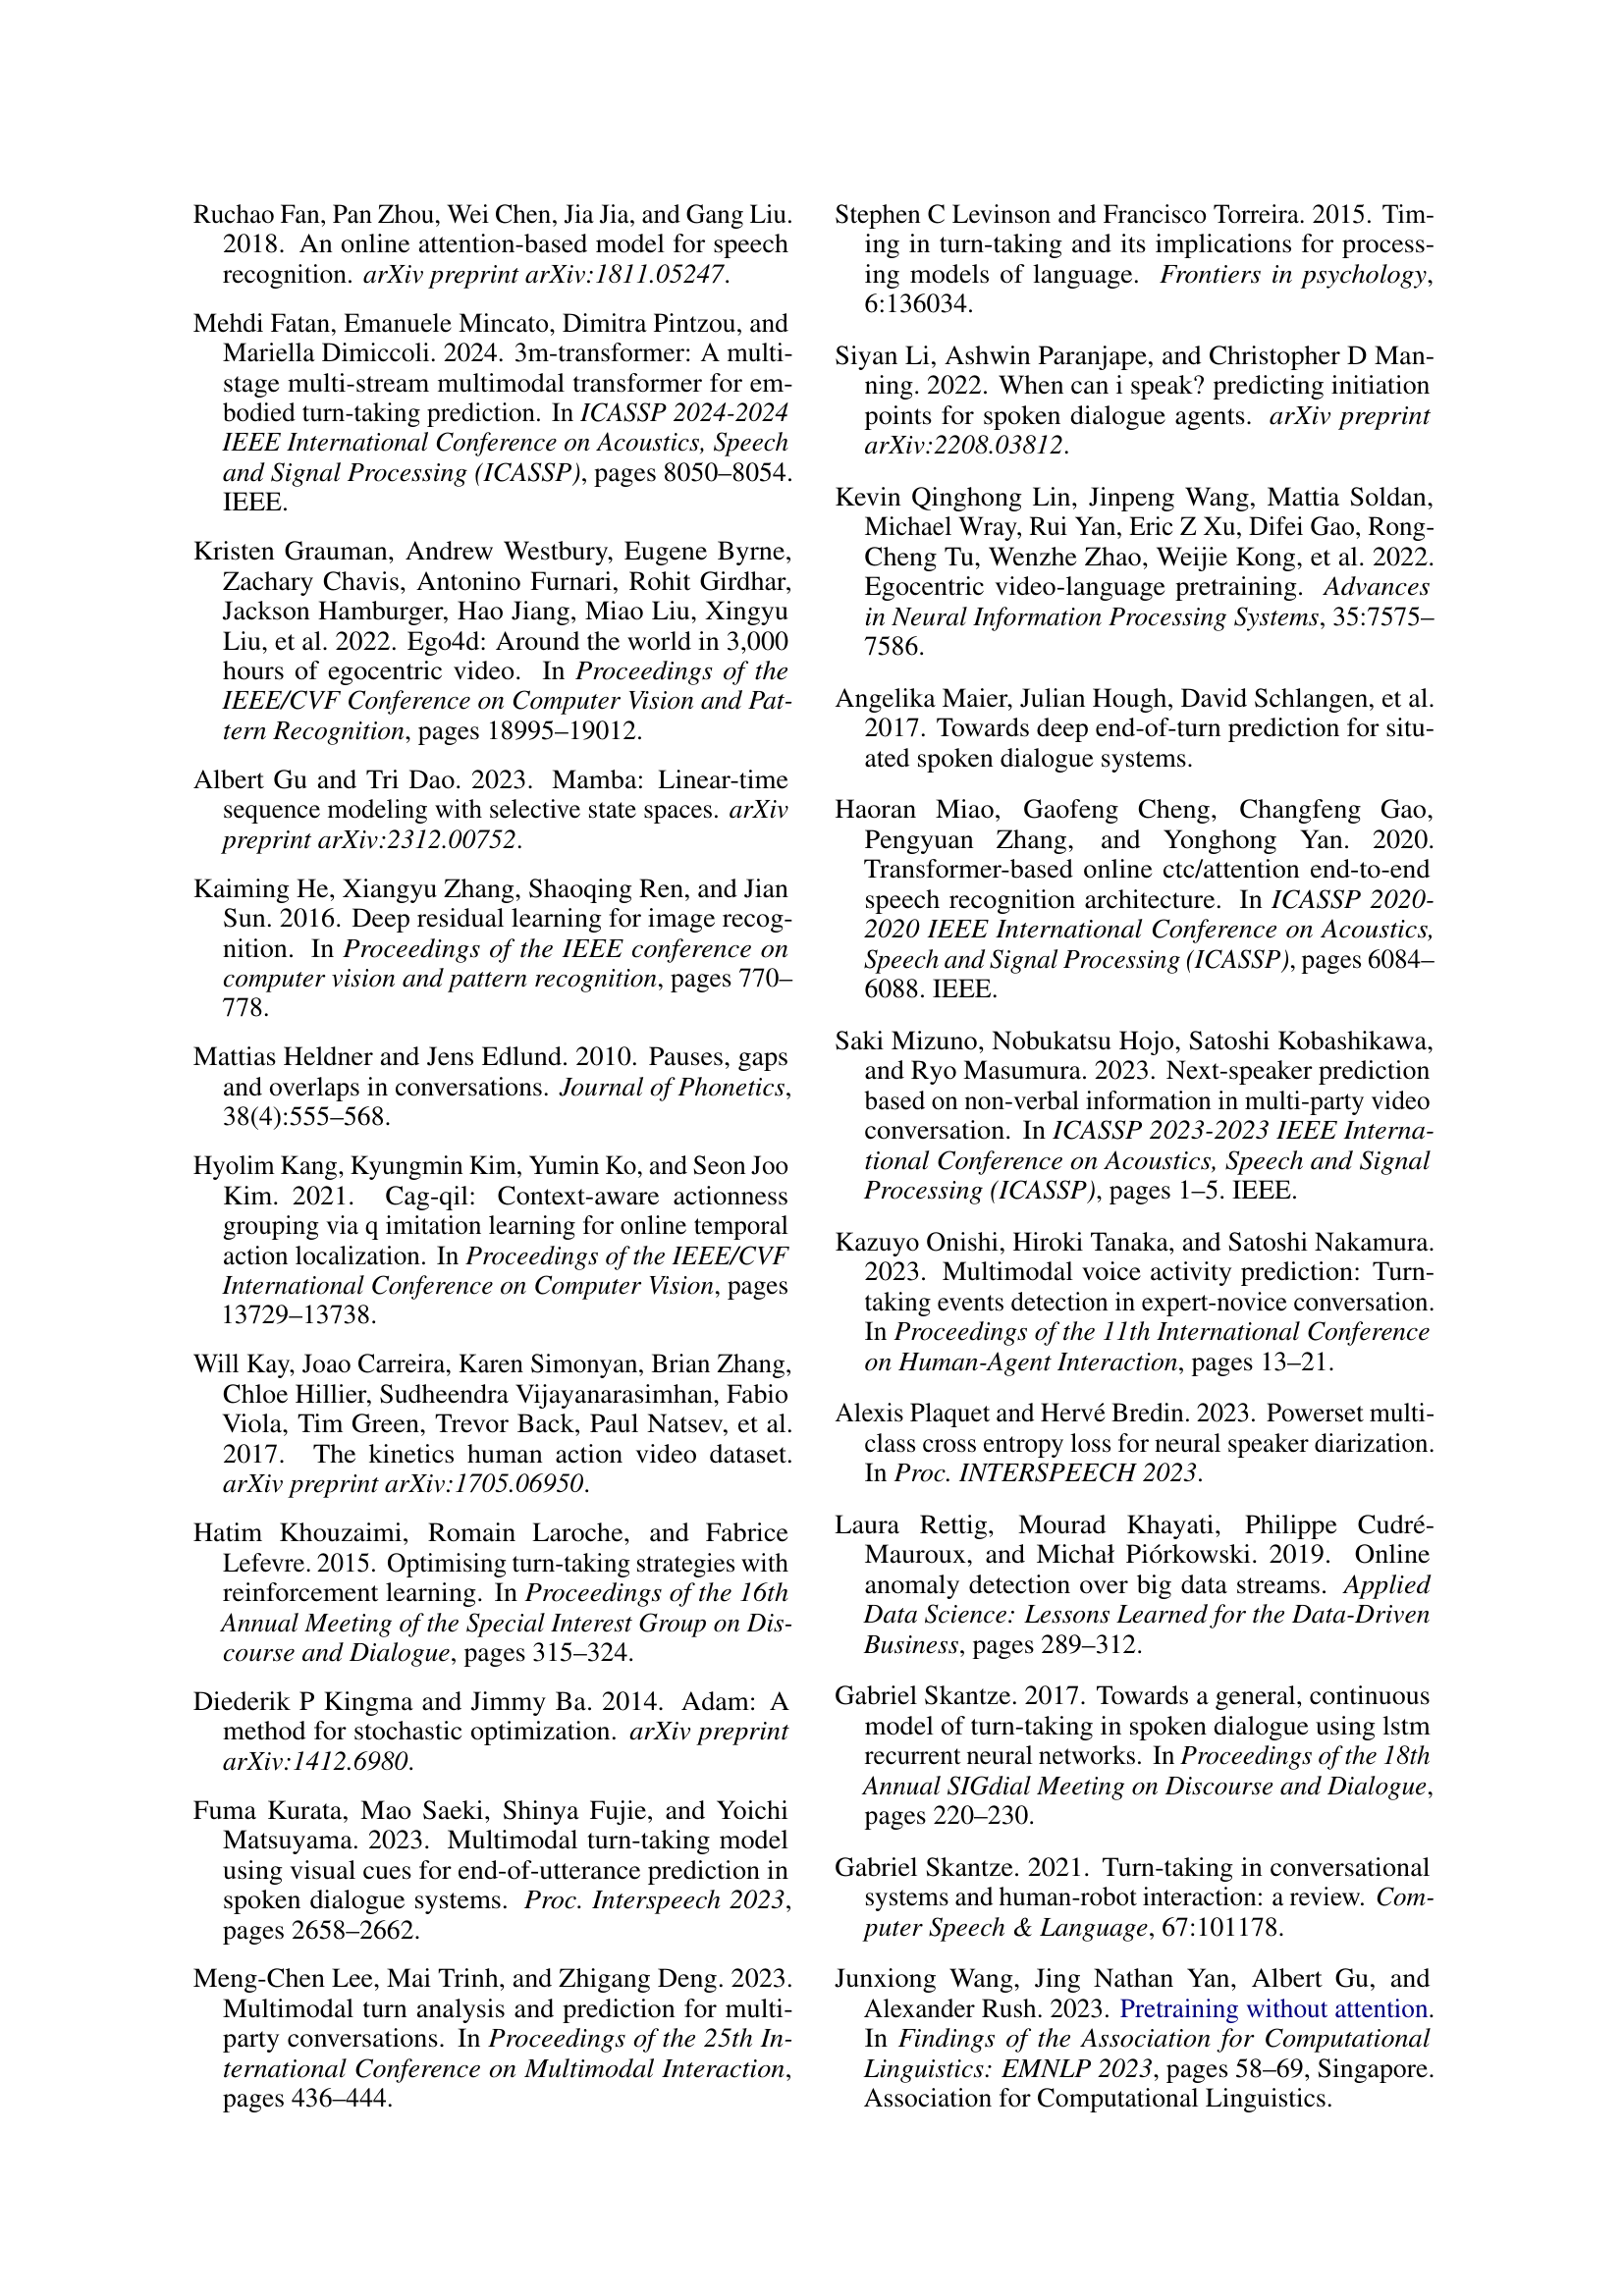 Ruchao Fan, Pan Zhou, Wei Chen, Jia Jia, and Gang Liu.
2018. An online attention-based model for speech
recognition. arXiv preprint arXiv:1811.05247.
Mehdi Fatan, Emanuele Mincato, Dimitra Pintzou, and
Mariella Dimiccoli. 2024. 3m-transformer: A multi-
stage multi-stream multimodal transformer for em-
bodied turn-taking prediction. In ICASSP 2024-2024
IEEE International Conference on Acoustics, Speech
and Signal Processing (ICASSP), pages 8050–8054.
IEEE.
Kristen Grauman, Andrew Westbury, Eugene Byrne,
Zachary Chavis, Antonino Furnari, Rohit Girdhar,
Jackson Hamburger, Hao Jiang, Miao Liu, Xingyu
Liu, et al. 2022. Ego4d: Around the world in 3,000
hours of egocentric video. In Proceedings of the
IEEE/CVF Conference on Computer Vision and Pat-
tern Recognition, pages 18995–19012.
Albert Gu and Tri Dao. 2023. Mamba: Linear-time
sequence modeling with selective state spaces. arXiv
preprint arXiv:2312.00752.
Kaiming He, Xiangyu Zhang, Shaoqing Ren, and Jian
Sun. 2016. Deep residual learning for image recog-
nition. In Proceedings of the IEEE conference on
computer vision and pattern recognition, pages 770–
778.
Mattias Heldner and Jens Edlund. 2010. Pauses, gaps
and overlaps in conversations. Journal of Phonetics,
38(4):555–568.
Hyolim Kang, Kyungmin Kim, Yumin Ko, and Seon Joo
Kim. 2021. Cag-qil: Context-aware actionness
grouping via q imitation learning for online temporal
action localization. In Proceedings of the IEEE/CVF
International Conference on Computer Vision, pages
13729–13738.
Will Kay, Joao Carreira, Karen Simonyan, Brian Zhang,
Chloe Hillier, Sudheendra Vijayanarasimhan, Fabio
Viola, Tim Green, Trevor Back, Paul Natsev, et al.
2017. The kinetics human action video dataset.
arXiv preprint arXiv:1705.06950.
Hatim Khouzaimi, Romain Laroche, and Fabrice
Lefevre. 2015. Optimising turn-taking strategies with
reinforcement learning. In Proceedings of the 16th
Annual Meeting of the Special Interest Group on Dis-
course and Dialogue, pages 315–324.
Diederik P Kingma and Jimmy Ba. 2014. Adam: A
method for stochastic optimization. arXiv preprint
arXiv:1412.6980.
Fuma Kurata, Mao Saeki, Shinya Fujie, and Yoichi
Matsuyama. 2023. Multimodal turn-taking model
using visual cues for end-of-utterance prediction in
spoken dialogue systems. Proc. Interspeech 2023,
pages 2658–2662.
Meng-Chen Lee, Mai Trinh, and Zhigang Deng. 2023.
Multimodal turn analysis and prediction for multi-
party conversations. In Proceedings of the 25th In-
ternational Conference on Multimodal Interaction,
pages 436–444.
Stephen C Levinson and Francisco Torreira. 2015. Tim-
ing in turn-taking and its implications for process-
ing models of language. Frontiers in psychology,
6:136034.
Siyan Li, Ashwin Paranjape, and Christopher D Man-
ning. 2022. When can i speak? predicting initiation
points for spoken dialogue agents. arXiv preprint
arXiv:2208.03812.
Kevin Qinghong Lin, Jinpeng Wang, Mattia Soldan,
Michael Wray, Rui Yan, Eric Z Xu, Difei Gao, Rong-
Cheng Tu, Wenzhe Zhao, Weijie Kong, et al. 2022.
Egocentric video-language pretraining. Advances
in Neural Information Processing Systems, 35:7575–
7586.
Angelika Maier, Julian Hough, David Schlangen, et al.
2017. Towards deep end-of-turn prediction for situ-
ated spoken dialogue systems.
Haoran Miao, Gaofeng Cheng, Changfeng Gao,
Pengyuan Zhang, and Yonghong Yan. 2020.
Transformer-based online ctc/attention end-to-end
speech recognition architecture. In ICASSP 2020-
2020 IEEE International Conference on Acoustics,
Speech and Signal Processing (ICASSP), pages 6084–
6088. IEEE.
Saki Mizuno, Nobukatsu Hojo, Satoshi Kobashikawa,
and Ryo Masumura. 2023. Next-speaker prediction
based on non-verbal information in multi-party video
conversation. In ICASSP 2023-2023 IEEE Interna-
tional Conference on Acoustics, Speech and Signal
Processing (ICASSP), pages 1–5. IEEE.
Kazuyo Onishi, Hiroki Tanaka, and Satoshi Nakamura.
2023. Multimodal voice activity prediction: Turn-
taking events detection in expert-novice conversation.
In Proceedings of the 11th International Conference
on Human-Agent Interaction, pages 13–21.
Alexis Plaquet and Hervé Bredin. 2023. Powerset multi-
class cross entropy loss for neural speaker diarization.
In Proc. INTERSPEECH 2023.
Laura Rettig, Mourad Khayati, Philippe Cudré-
Mauroux, and Michał Piórkowski. 2019. Online
anomaly detection over big data streams. Applied
Data Science: Lessons Learned for the Data-Driven
Business, pages 289–312.
Gabriel Skantze. 2017. Towards a general, continuous
model of turn-taking in spoken dialogue using lstm
recurrent neural networks. In Proceedings of the 18th
Annual SIGdial Meeting on Discourse and Dialogue,
pages 220–230.
Gabriel Skantze. 2021. Turn-taking in conversational
systems and human-robot interaction: a review. Com-
puter Speech & Language, 67:101178.
Junxiong Wang, Jing Nathan Yan, Albert Gu, and
Alexander Rush. 2023. Pretraining without attention.
In Findings of the Association for Computational
Linguistics: EMNLP 2023, pages 58–69, Singapore.
Association for Computational Linguistics.